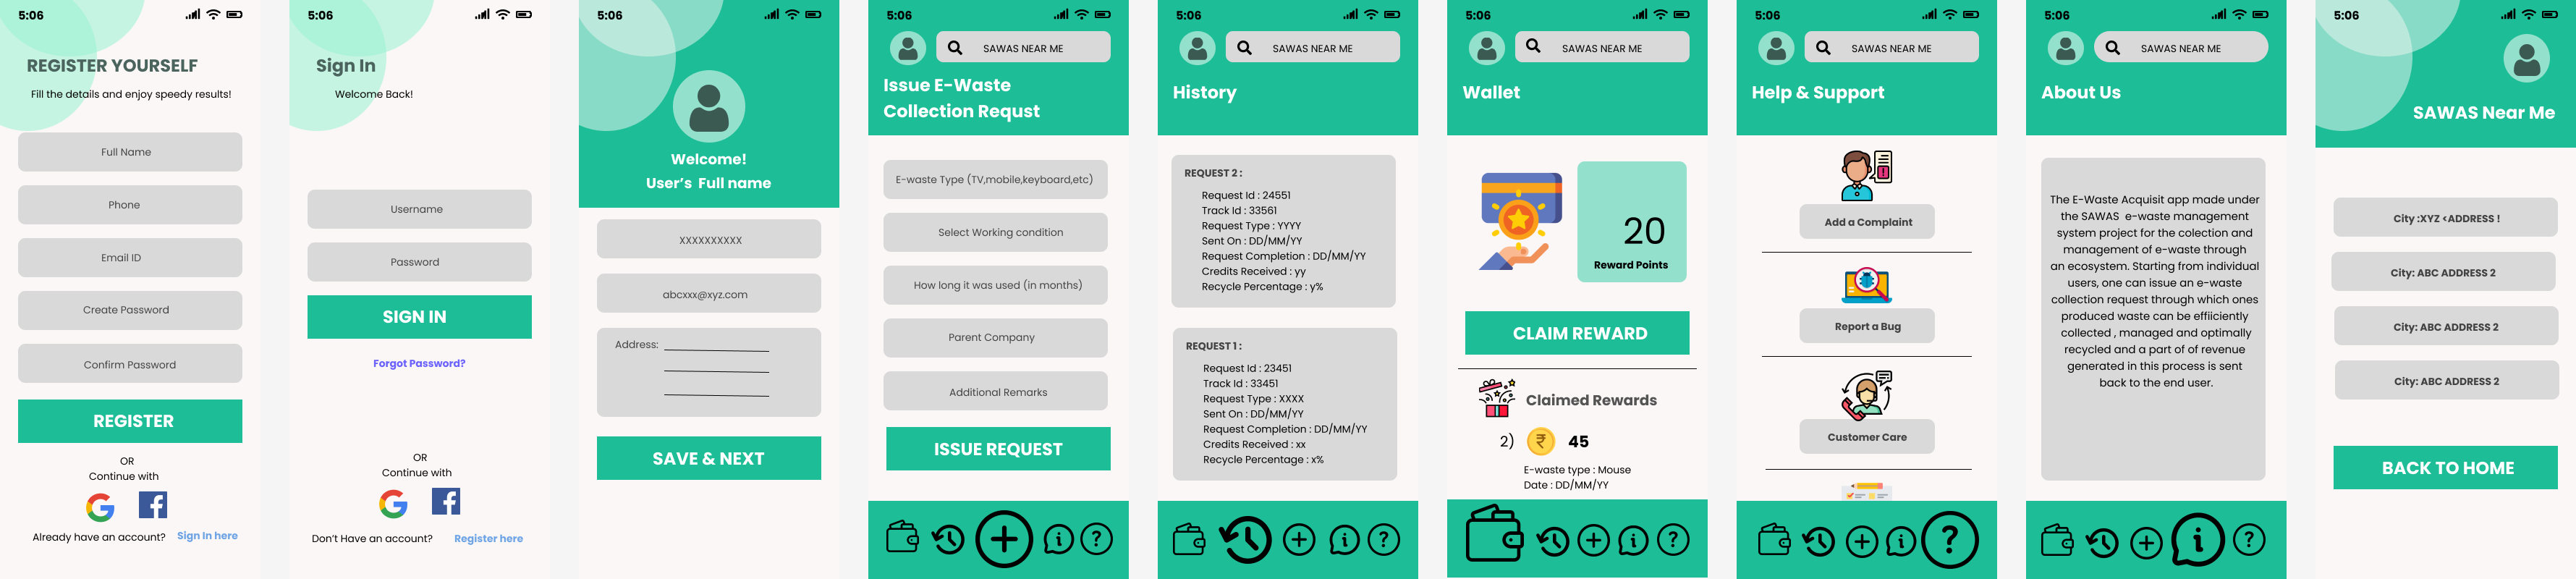 5:06
REGISTER YOURSELF
Fill the details and enjoy speedy results!
Full Name
Phone
Email ID
Create Password
Confirm Password
REGISTER
OR
Continue with
Already have an account? Sign In here
5:06
Sign In
Welcome Back!
Username
Password
SIGN IN
Forgot Password?
OR
Continue with
Don't Have an account? Register here
5:06
Welcome!
User's Full name
XXXXXXXXXX
abcxxx@xyz.com
Address:
SAVE & NEXT
5:06
SAWAS NEAR ME
Issue E-Waste
Collection Requst
E-waste Type (TV,mobile,keyboard,etc)
Select Working condition
How long it was used (in months)
Parent Company
Additional Remarks
ISSUE REQUEST
5:06
SAWAS NEAR ME
History
REQUEST 2 :
Request Id : 24551
Track Id : 33561
Request Type : YYYY
Sent On : DD/MM/YY
Request Completion : DD/MM/YY
Credits Received : yy
Recycle Percentage : y%
REQUEST 1 :
Request Id : 23451
Track Id : 33451
Request Type : XXXX
Sent On : DD/MM/YY
Request Completion : DD/MM/YY
Credits Received : xx
Recycle Percentage : x%
5:06
SAWAS NEAR ME
Wallet
20
Reward Points
CLAIM REWARD
Claimed Rewards
2) ₹ 45
E-waste type : Mouse
Date : DD/MM/YY
5:06
SAWAS NEAR ME
Help & Support
Add a Complaint
Report a Bug
Customer Care
5:06
SAWAS NEAR ME
About Us
The E-Waste Acquisit app made under
the SAWAS e-waste management
system project for the colection and
management of e-waste through
an ecosystem. Starting from individual
users, one can issue an e-waste
collection request through which ones
produced waste can be effiiciently
collected , managed and optimally
recycled and a part of of revenue
generated in this process is sent
back to the end user.
5:06
SAWAS Near Me
City :XYZ <ADDRESS !
City: ABC ADDRESS 2
City: ABC ADDRESS 2
City: ABC ADDRESS 2
BACK TO HOME